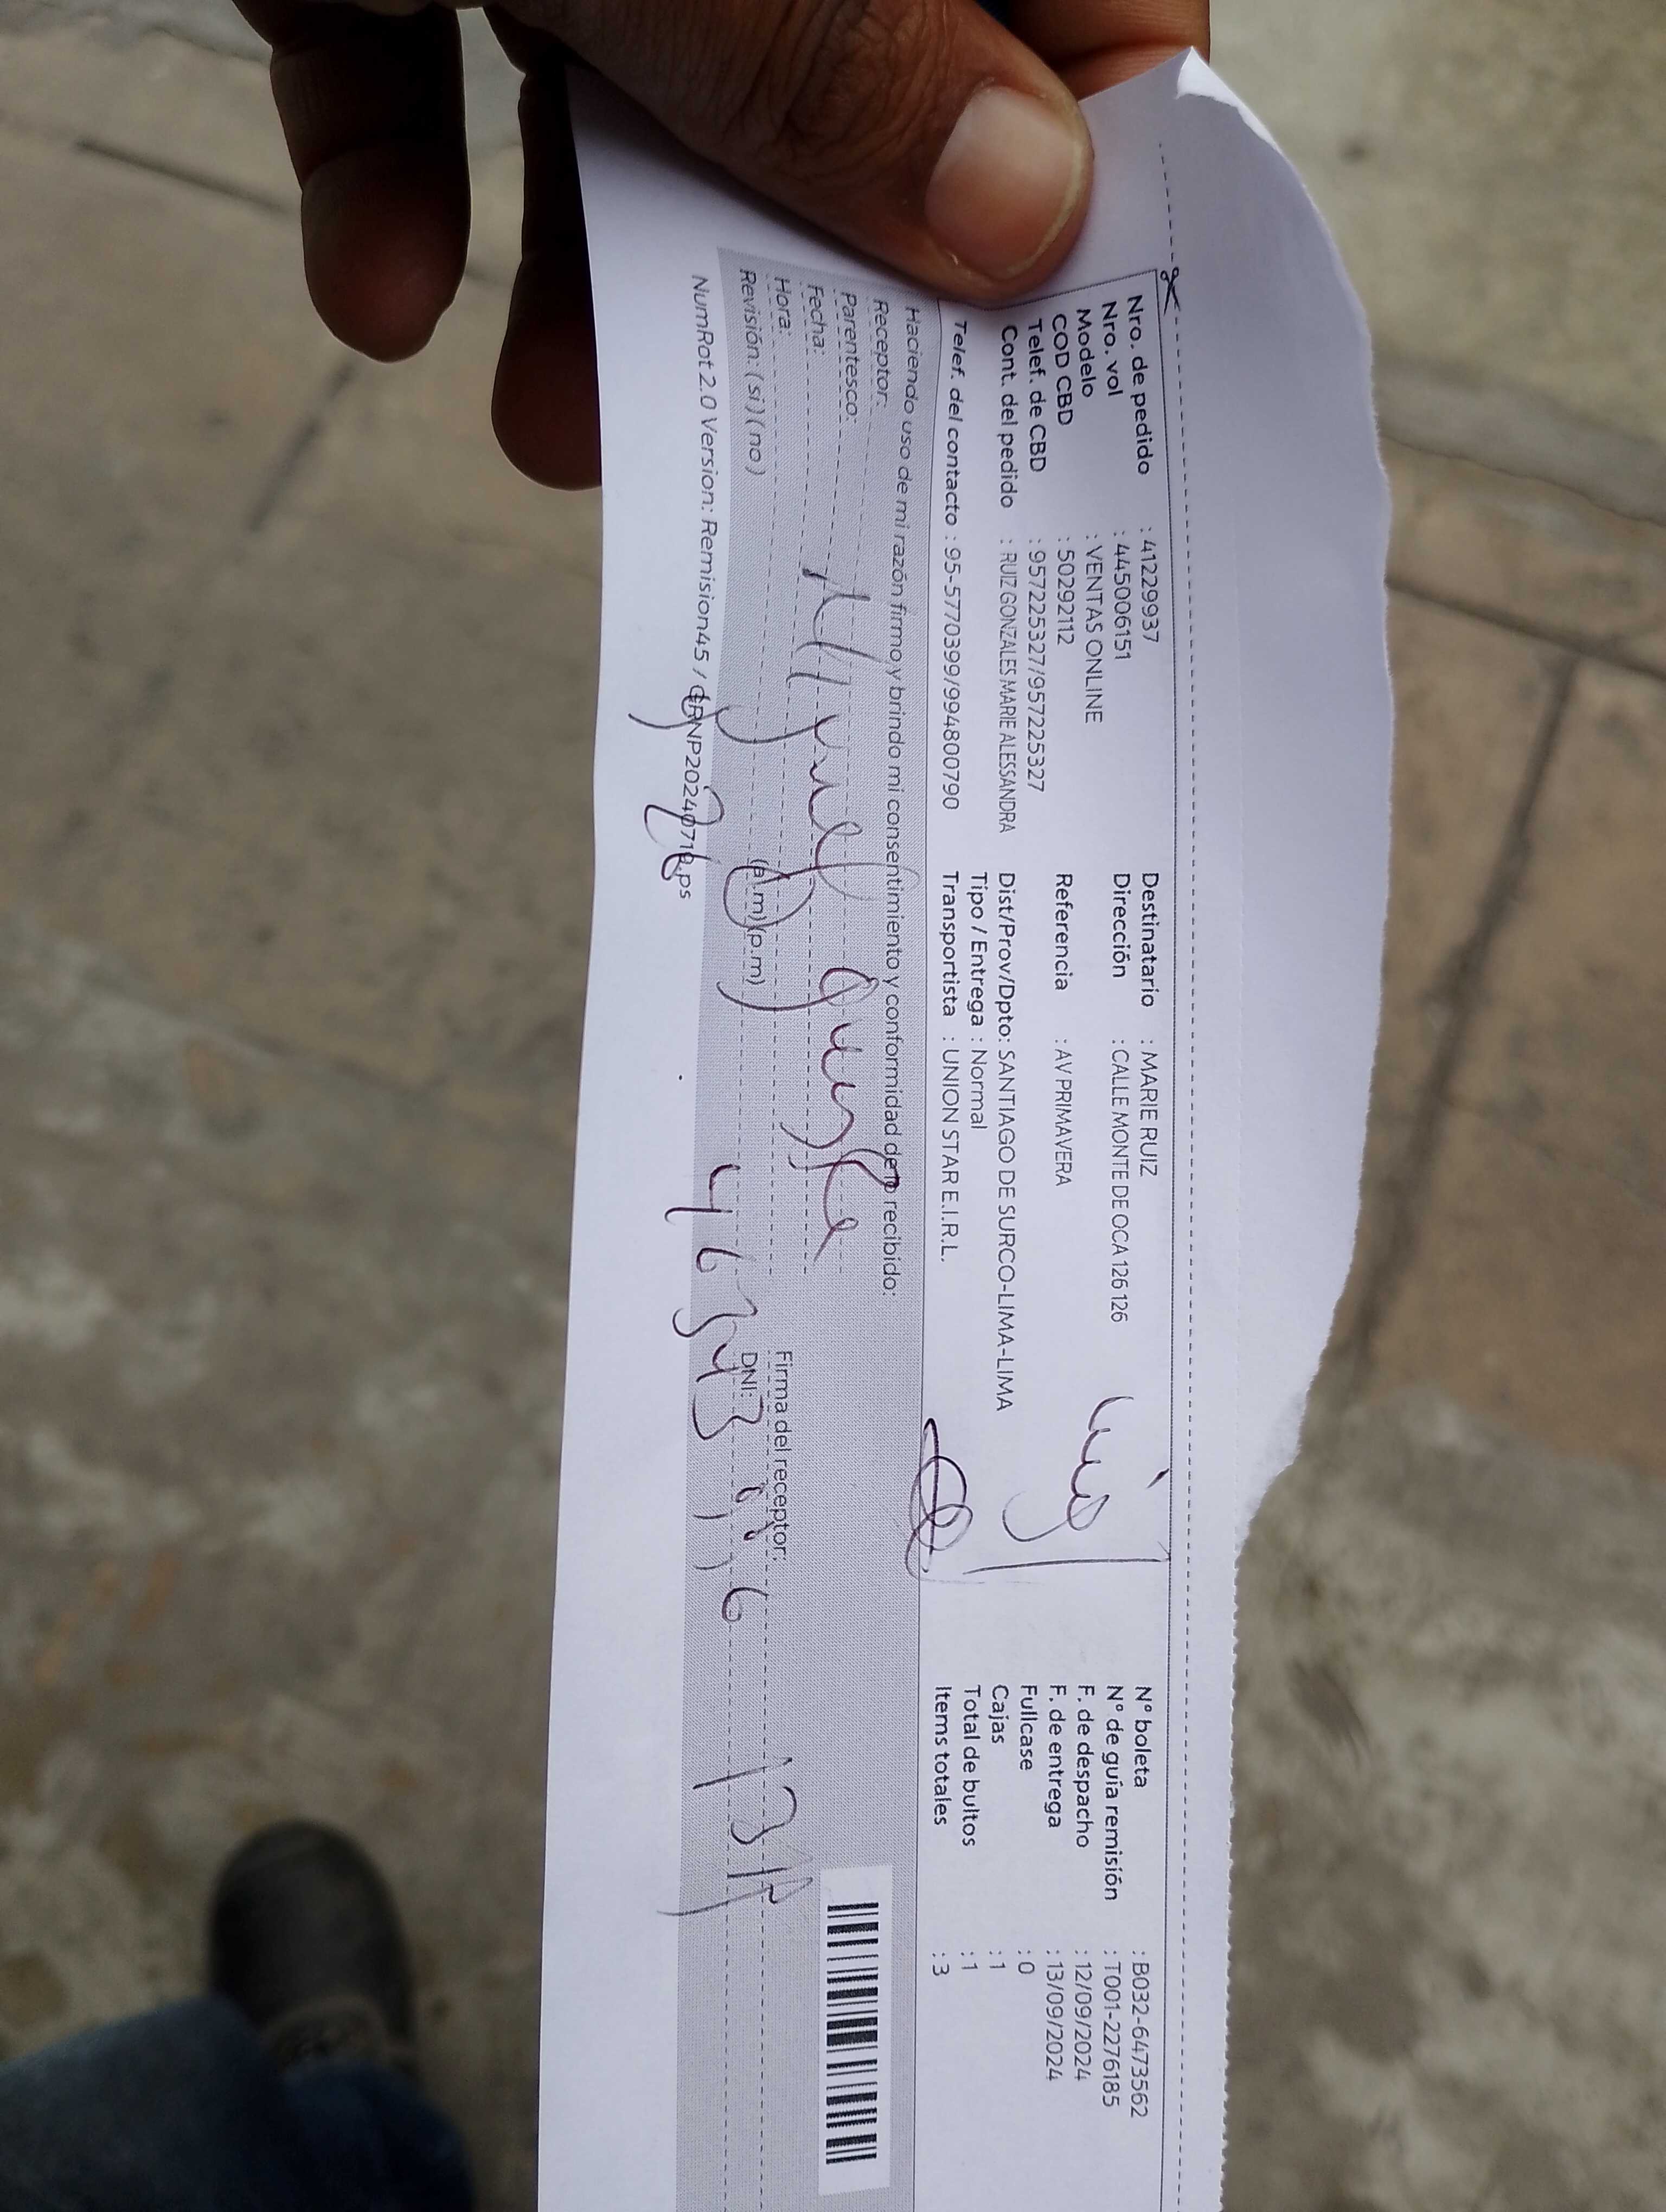 Nro. de pedido : 41229937
Nro. vol : 445006151
Modelo : VENTAS ONLINE
COD CBD : 50292112
Telef. de CBD : 957225327/957225327
Cont. del pedido : RUIZ GONZALES MARIE ALESSANDRA
Telef. del contacto : 95-5770399/994800790
Destinatario : MARIE RUIZ
Dirección : CALLE MONTE DE OCA 126 126
Referencia : AV PRIMAVERA
Dist/Prov/Dpto: SANTIAGO DE SURCO-LIMA-LIMA
Tipo / Entrega : Normal
Transportista : UNION STAR E.I.R.L.
N° boleta : B032-6473562
N° de guía remisión : T001-2276185
F. de despacho : 12/09/2024
F. de entrega : 13/09/2024
Fullcase : 0
Cajas : 1
Total de bultos : 1
Items totales : 3
Haciendo uso de mi razón firmo y brindo mi consentimiento y conformidad de lo recibido:
Receptor:
Parentesco:
Fecha:
Hora: (a.m) (p.m)
Revisión: (si) (no)
Firma del receptor:
DNI:
NumRot 2.0 Version: Remision45 /